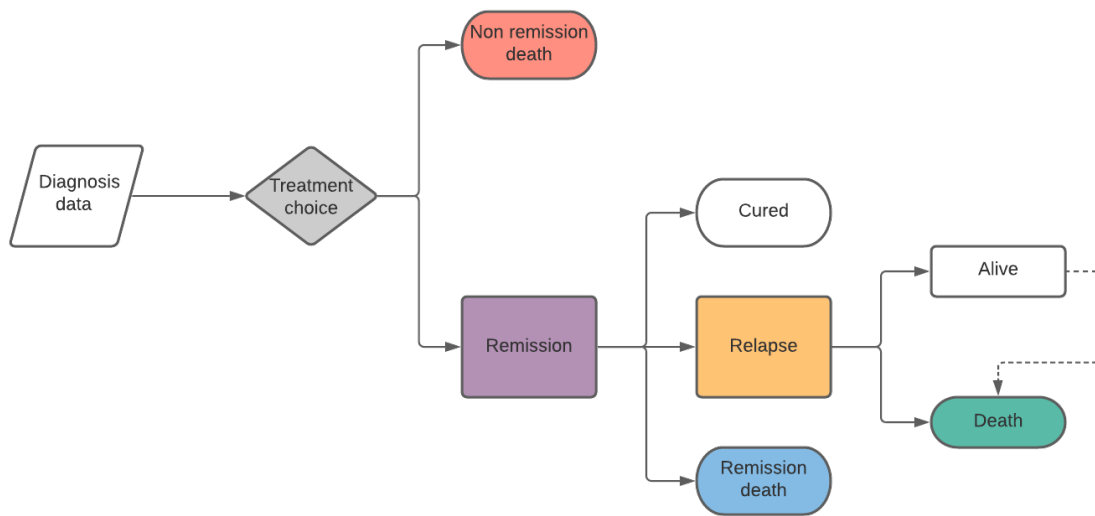 Non remission
death
Diagnosis
data
Treatment
choice
Cured
Alive
Remission
Relapse
Death
Remission
death